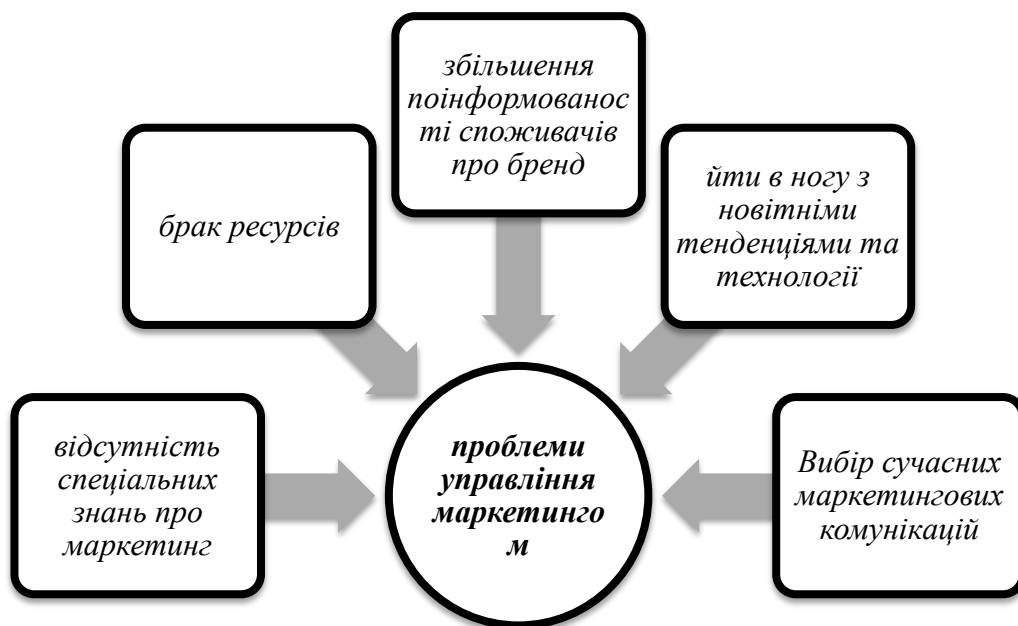 збільшення
поінформованос
ті споживачів
про бренд
брак ресурсів
йти в ногу з
новітніми
тенденціями та
технології
відсутність
спеціальних
знань про
маркетинг
проблеми
управління
маркетинго
м
Вибір сучасних
маркетингових
комунікацій